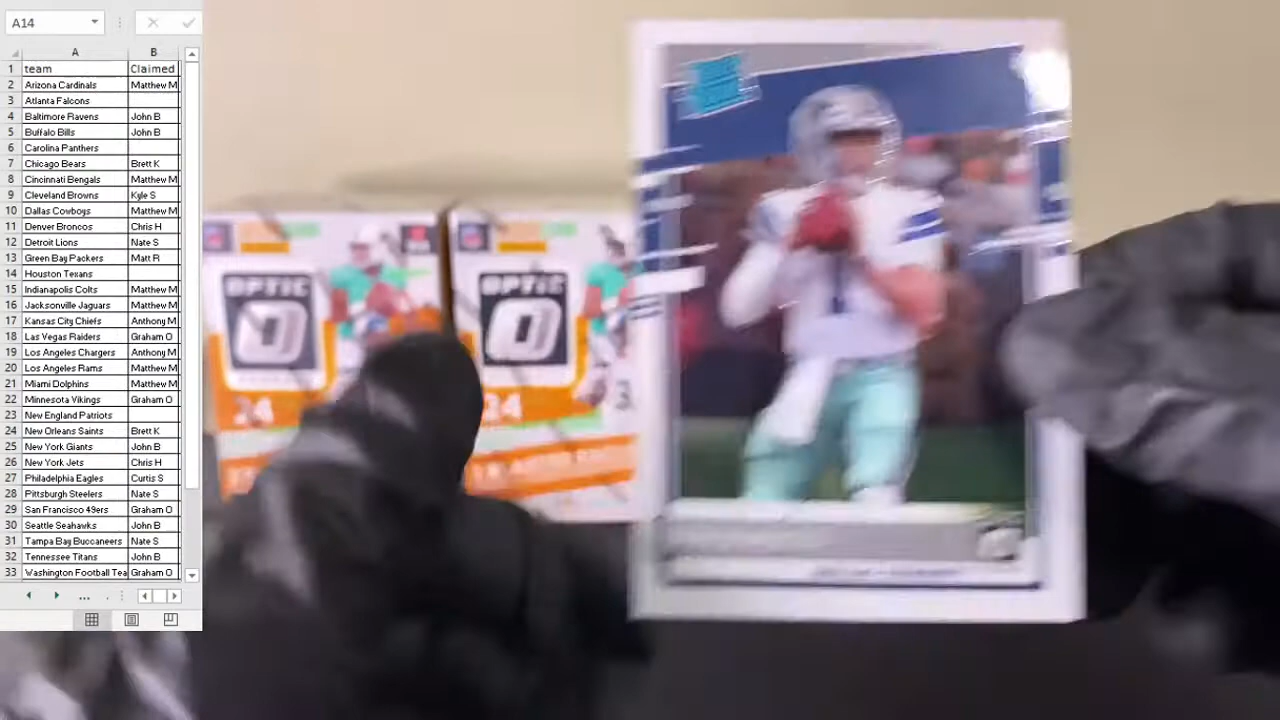 A14
A B
1 team Claimed
2 Arizona Cardinals Matthew M
3 Atlanta Falcons
4 Baltimore Ravens John B
5 Buffalo Bills John B
6 Carolina Panthers
7 Chicago Bears Brett K
8 Cincinnati Bengals Matthew M
9 Cleveland Browns Kyle S
10 Dallas Cowboys Matthew M
11 Denver Broncos Chris H
12 Detroit Lions Nate S
13 Green Bay Packers Matt R
14 Houston Texans
15 Indianapolis Colts Matthew M
16 Jacksonville Jaguars Matthew M
17 Kansas City Chiefs Anthony M
18 Las Vegas Raiders Graham O
19 Los Angeles Chargers Anthony M
20 Los Angeles Rams Matthew M
21 Miami Dolphins Matthew M
22 Minnesota Vikings Graham O
23 New England Patriots
24 New Orleans Saints Brett K
25 New York Giants John B
26 New York Jets Chris H
27 Philadelphia Eagles Curtis S
28 Pittsburgh Steelers Nate S
29 San Francisco 49ers Graham O
30 Seattle Seahawks John B
31 Tampa Bay Buccaneers Nate S
32 Tennessee Titans John B
33 Washington Football Tea Graham O
OPTIC
24
OPTIC
24